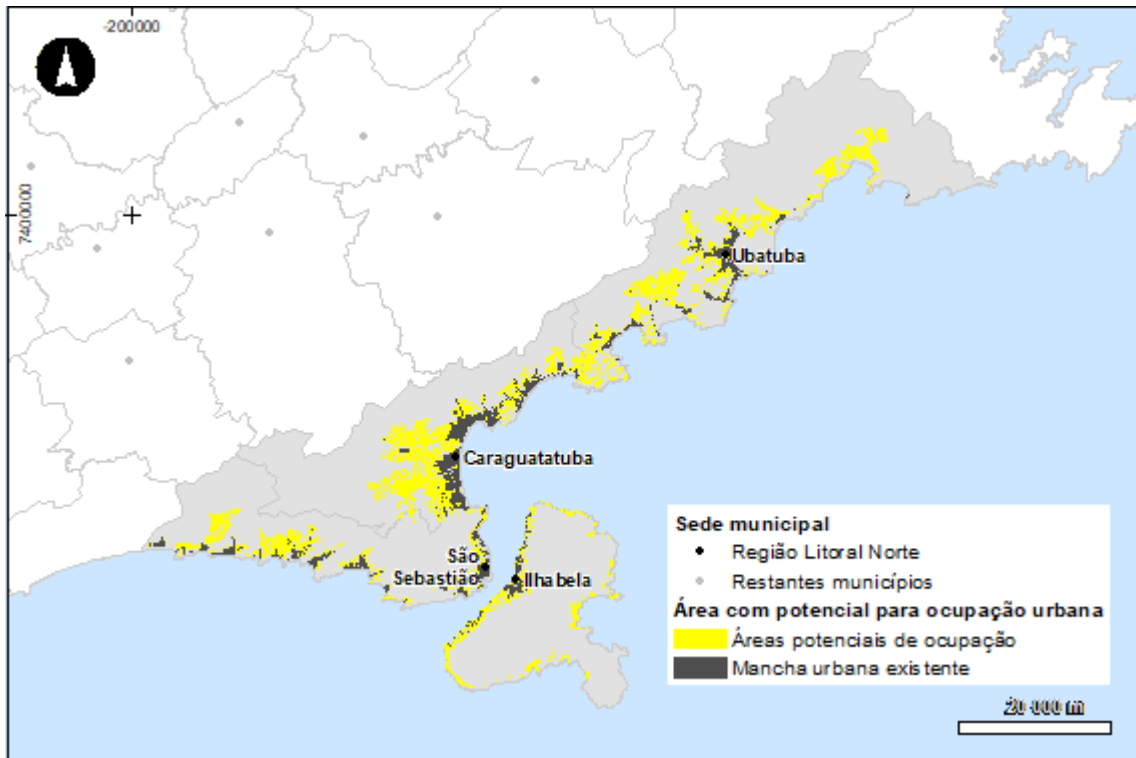 -200000
7400000
Ubatuba
Caraguatatuba
São
Sebastião
Ilhabela
Sede municipal
Região Litoral Norte
Restantes municípios
Área com potencial para ocupação urbana
Áreas potenciais de ocupação
Mancha urbana existente
20 000 m